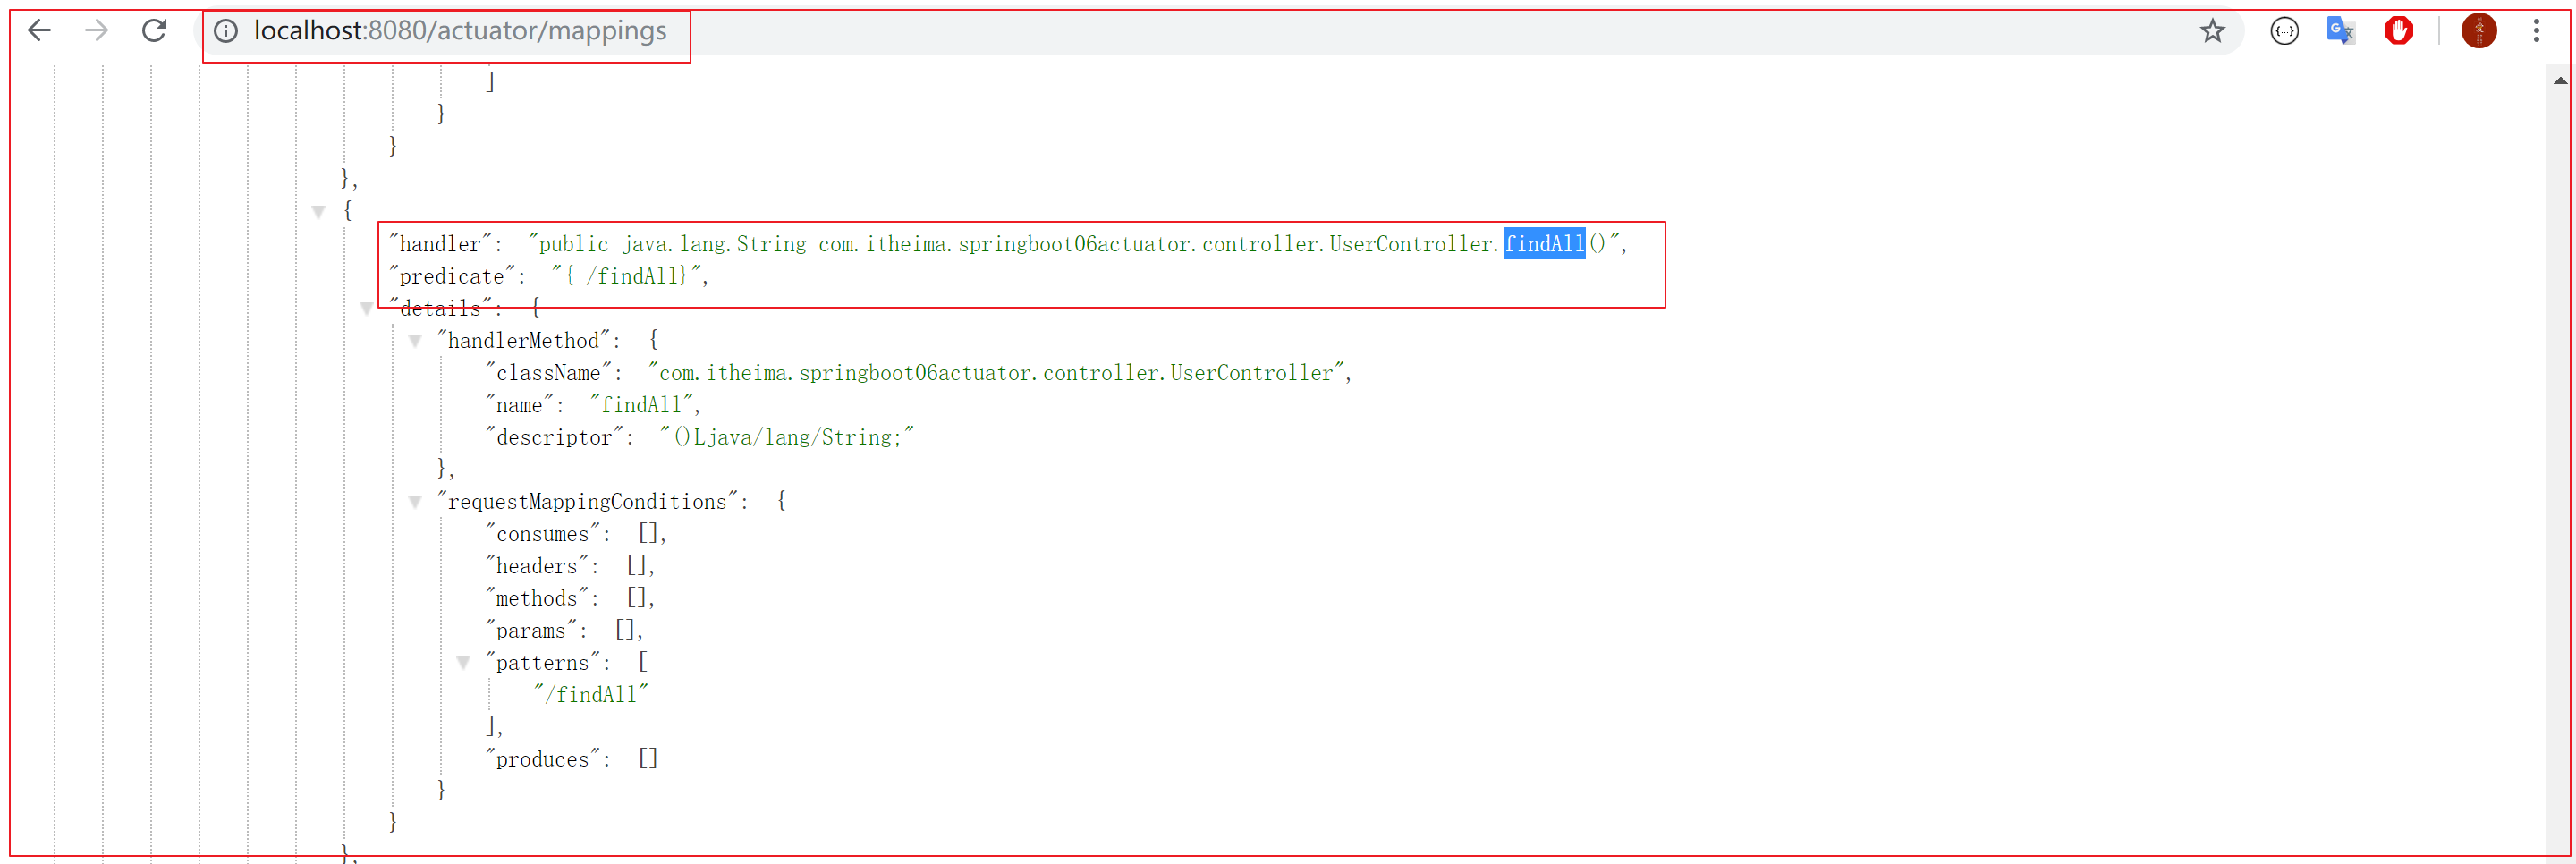 localhost:8080/actuator/mappings
]
}
}
},
{
"handler": "public java.lang.String com.itheima.springboot06actuator.controller.UserController.findAll()",
"predicate": "{ /findAll}",
"details": {
"handlerMethod": {
"className": "com.itheima.springboot06actuator.controller.UserController",
"name": "findAll",
"descriptor": "()Ljava/lang/String;"
},
"requestMappingConditions": {
"consumes": [],
"headers": [],
"methods": [],
"params": [],
"patterns": [
"/findAll"
],
"produces": []
}
}
},